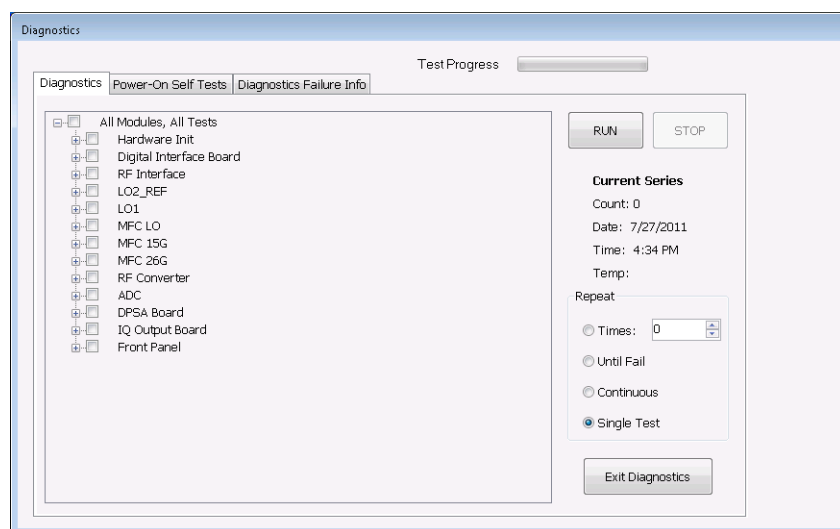 Diagnostics
Test Progress
Diagnostics
Power-On Self Tests
Diagnostics Failure Info
All Modules, All Tests
Hardware Init
Digital Interface Board
RF Interface
LO2_REF
LO1
MFC LO
MFC 15G
MFC 26G
RF Converter
ADC
DPSA Board
IQ Output Board
Front Panel
RUN
STOP
Current Series
Count: 0
Date: 7/27/2011
Time: 4:34 PM
Temp:
Repeat
Times: 0
Until Fail
Continuous
Single Test
Exit Diagnostics